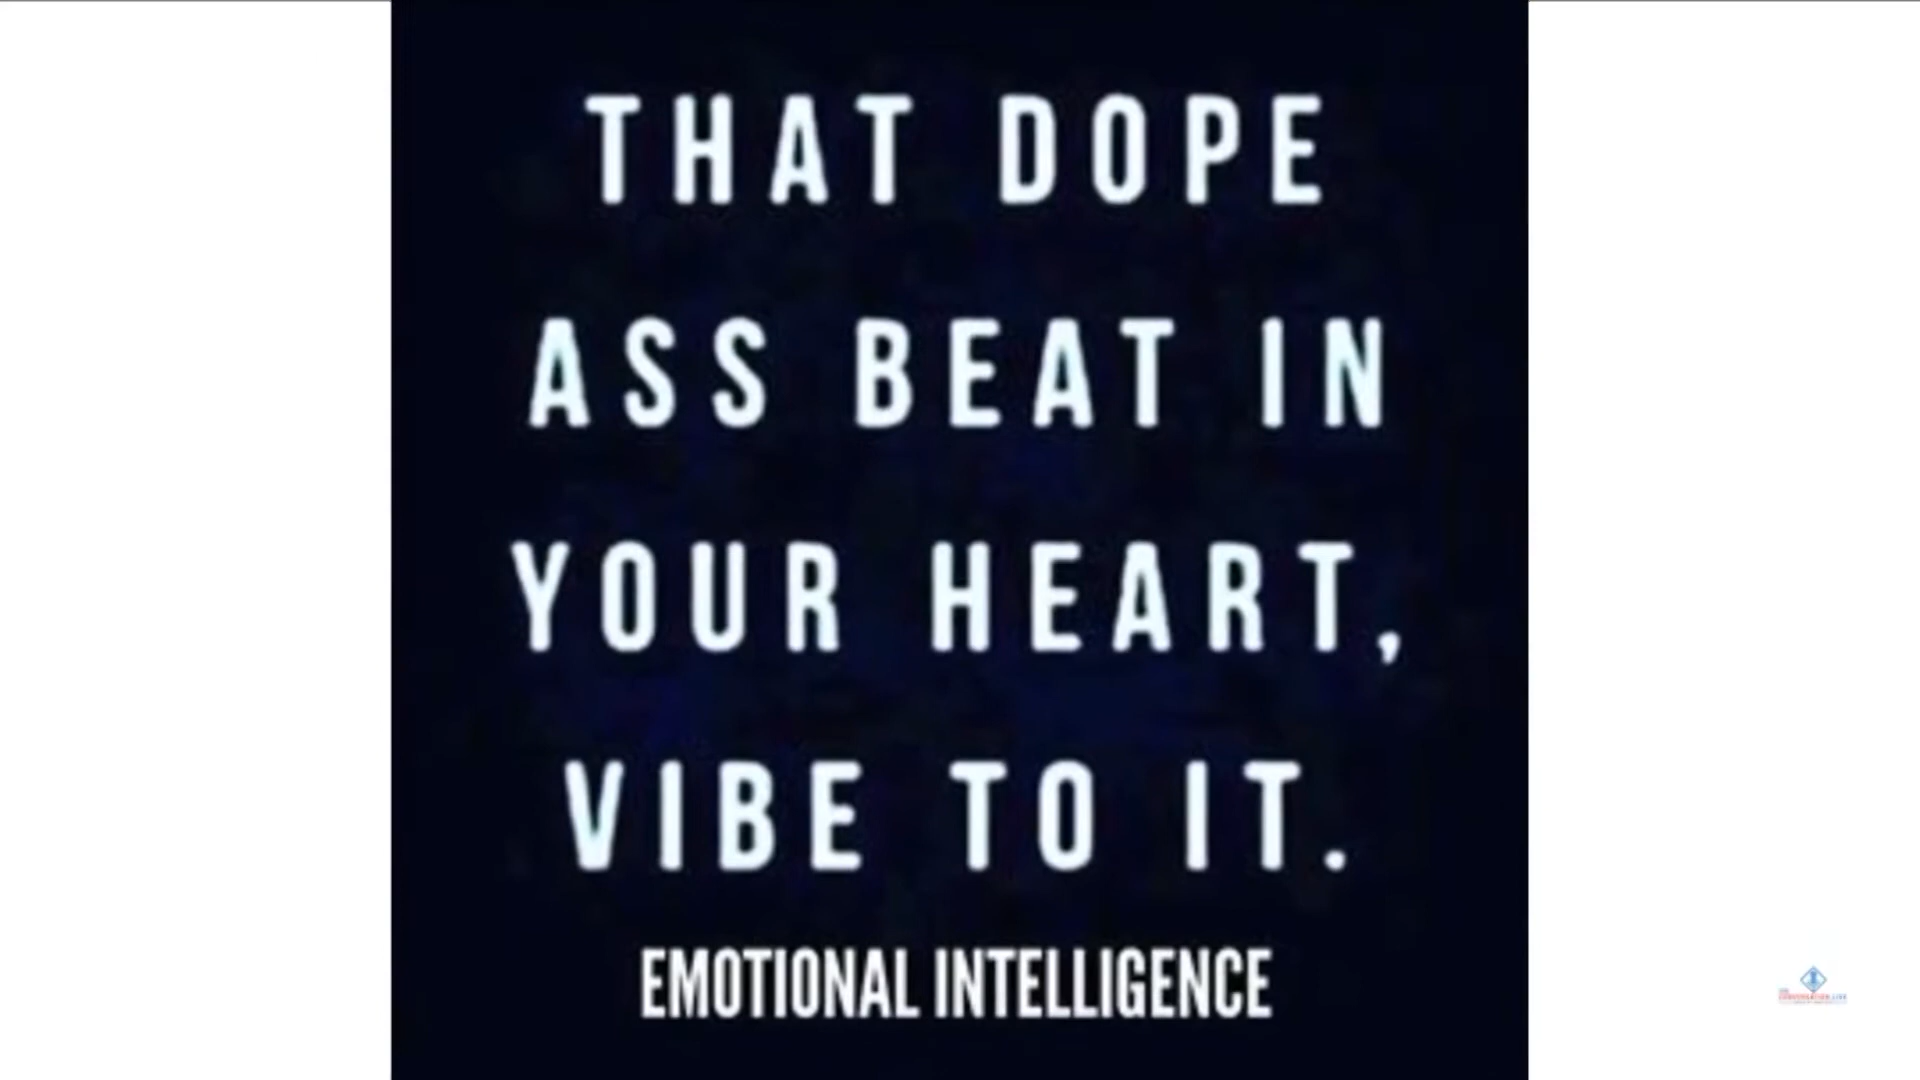 THAT DOPE
ASS BEAT IN
YOUR HEART,
VIBE TO IT.
EMOTIONAL INTELLIGENCE